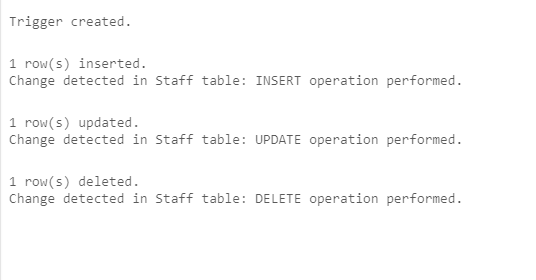 Trigger created.
1 row(s) inserted.
Change detected in Staff table: INSERT operation performed.
1 row(s) updated.
Change detected in Staff table: UPDATE operation performed.
1 row(s) deleted.
Change detected in Staff table: DELETE operation performed.